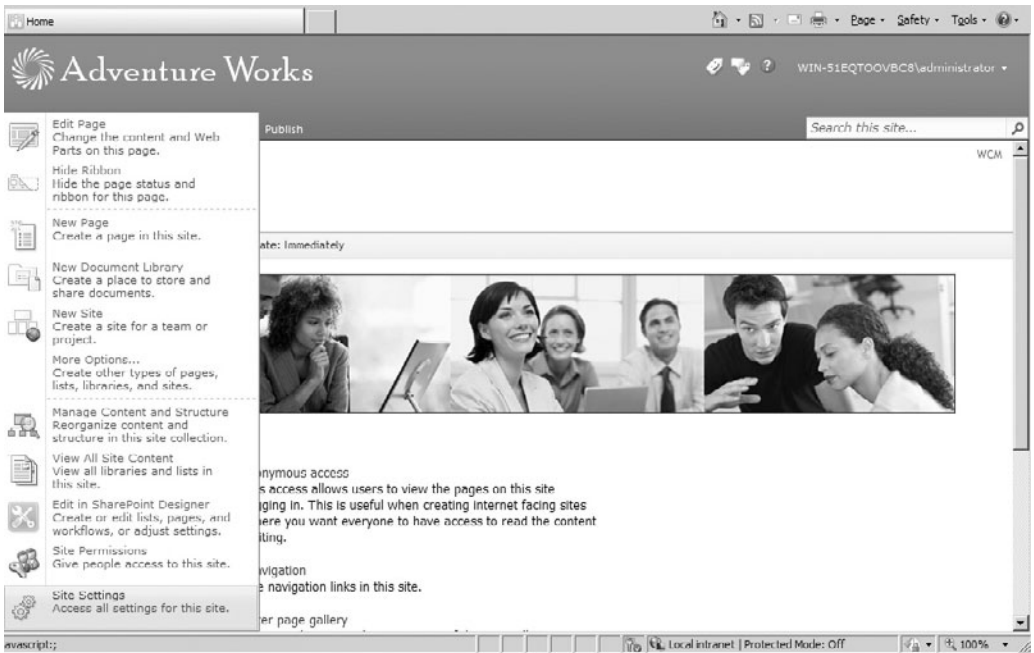 Home
Page Safety Tools
Adventure Works
WIN-51EQTOOVBC8\administrator
Edit Page
Change the content and Web
Parts on this page.
Publish
Search this site...
WCM
Hide Ribbon
Hide the page status and
ribbon for this page.
New Page
Create a page in this site.
ate: Immediately
New Document Library
Create a place to store and
share documents.
New Site
Create a site for a team or
project.
More Options...
Create other types of pages,
lists, libraries, and sites.
Manage Content and Structure
Reorganize content and
structure in this site collection.
View All Site Content
View all libraries and lists in
this site.
Edit in SharePoint Designer
Create or edit lists, pages, and
workflows, or adjust settings.
Site Permissions
Give people access to this site.
Site Settings
Access all settings for this site.
onymous access
s access allows users to view the pages on this site
gging in. This is useful when creating internet facing sites
ere you want everyone to have access to read the content
iting.
avigation
e navigation links in this site.
er page gallery
avascript:;
Local intranet | Protected Mode: Off
100%